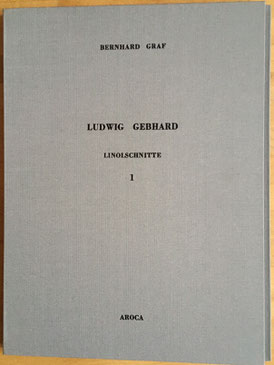 BERNHARD GRAF
LUDWIG GEBHARD
LINOLSCHNITTE
1
AROCA